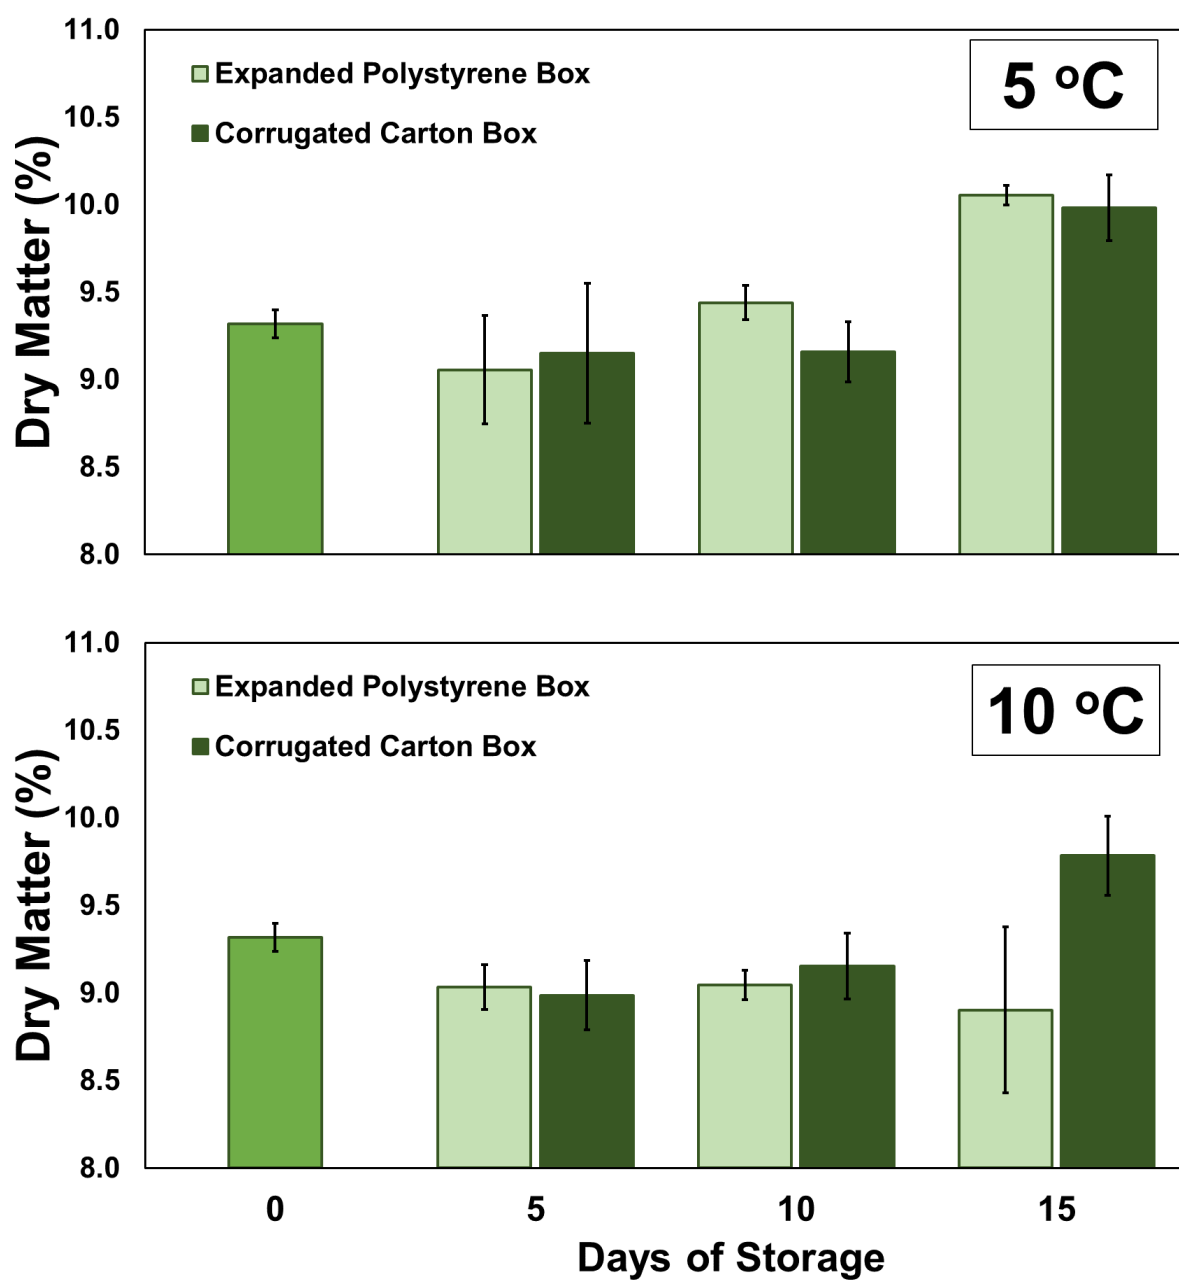 11.0
10.5
10.0
9.5
9.0
8.5
8.0
Dry Matter (%)
Expanded Polystyrene Box
Corrugated Carton Box
5 ºC
11.0
10.5
10.0
9.5
9.0
8.5
8.0
Dry Matter (%)
Expanded Polystyrene Box
Corrugated Carton Box
10 ºC
0 5 10 15
Days of Storage